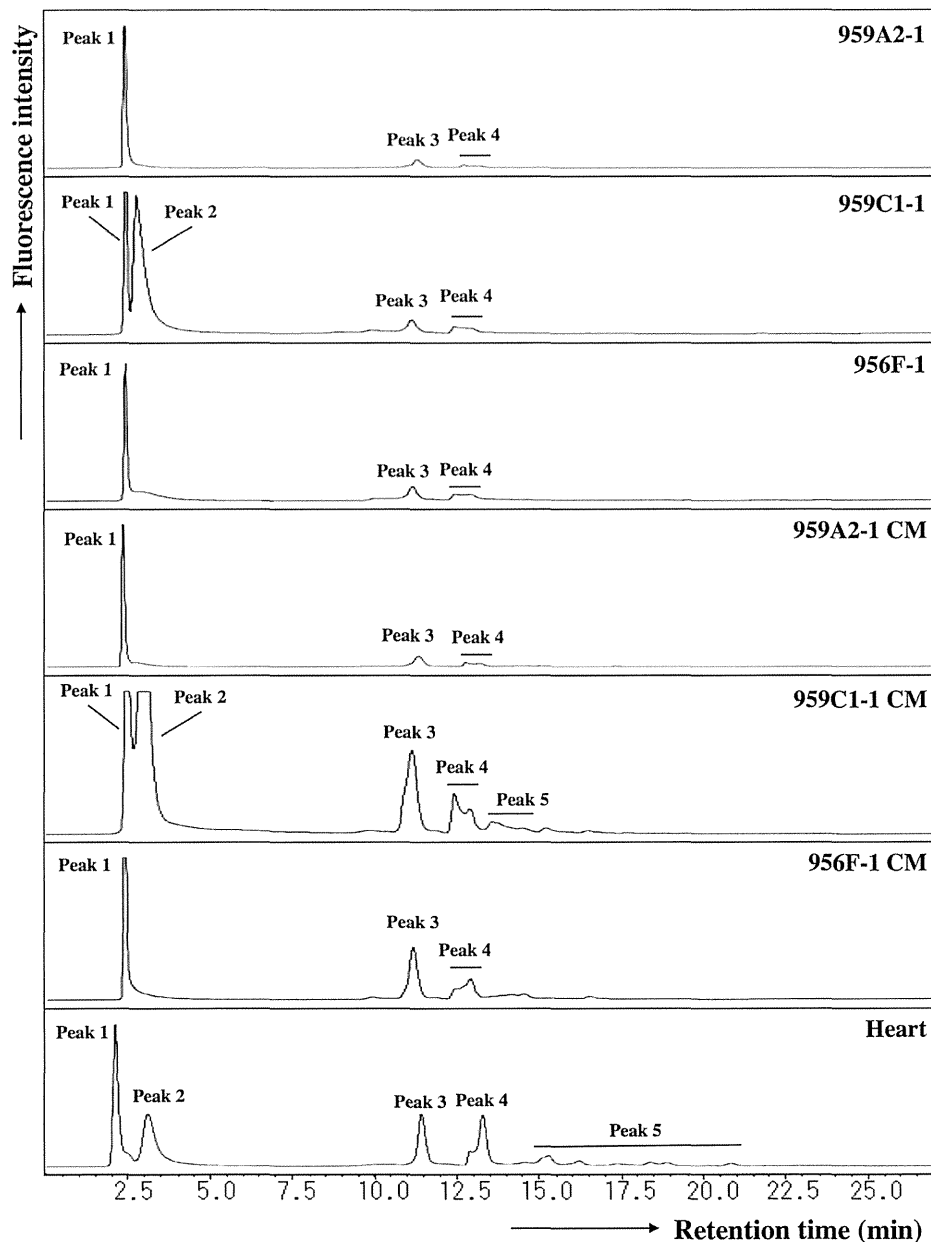 Fluorescence intensity
959A2-1
Peak 1
Peak 3 Peak 4
959C1-1
Peak 1
Peak 2
Peak 3 Peak 4
956F-1
Peak 1
Peak 3 Peak 4
959A2-1 CM
Peak 1
Peak 3 Peak 4
959C1-1 CM
Peak 1
Peak 2
Peak 3
Peak 4
Peak 5
956F-1 CM
Peak 1
Peak 3
Peak 4
Heart
Peak 1
Peak 2 Peak 3 Peak 4
Peak 5
2.5 5.0 7.5 10.0 12.5 15.0 17.5 20.0 22.5 25.0
Retention time (min)